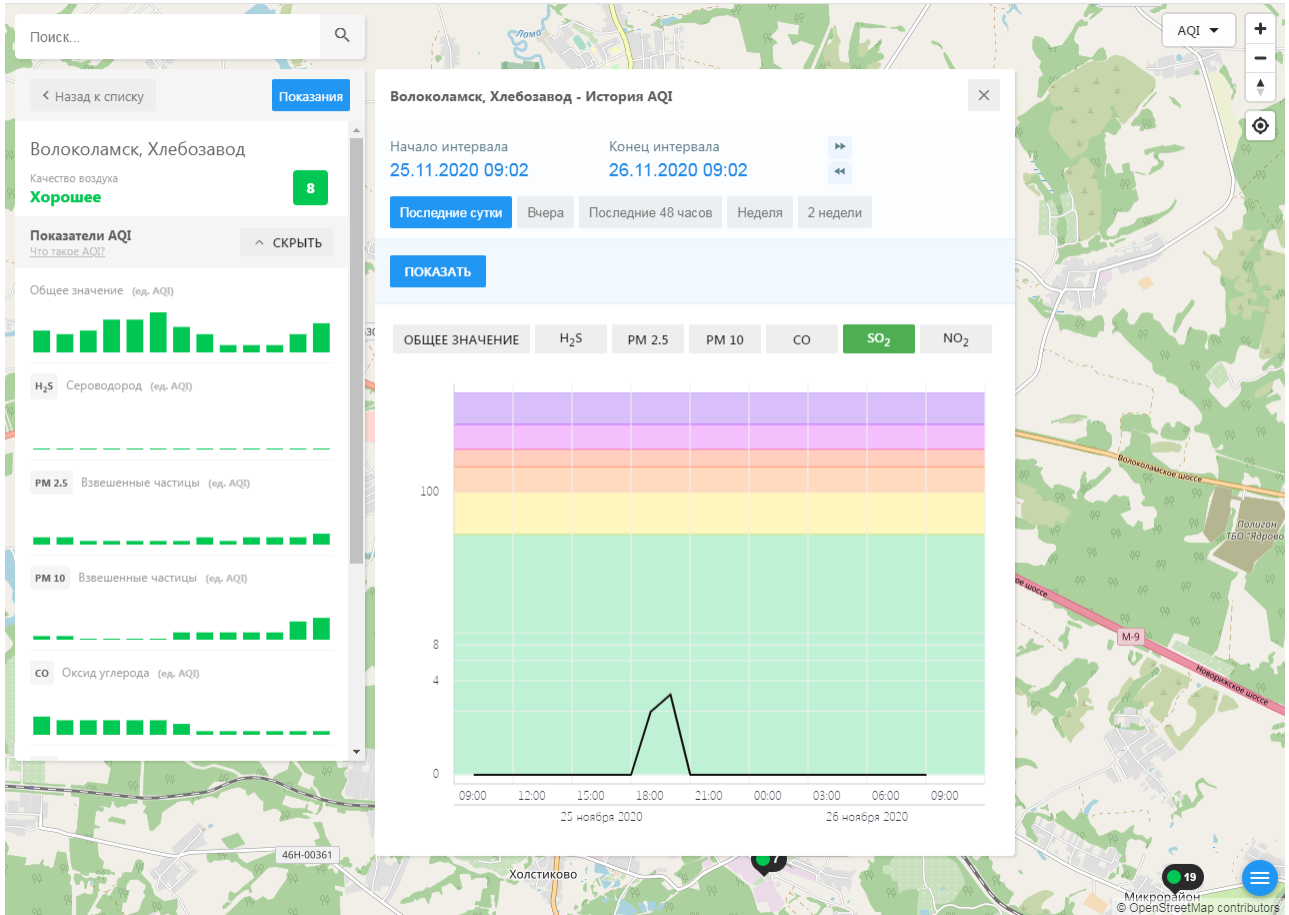 Поиск...
AQI
Лама
Назад к списку
Показания
Волоколамск, Хлебозавод
Качество воздуха
Хорошее
8
Показатели AQI
Что такое AQI?
СКРЫТЬ
Общее значение (ед. AQI)
H2S Сероводород (ед. AQI)
PM 2.5 Взвешенные частицы (ед. AQI)
PM 10 Взвешенные частицы (ед. AQI)
CO Оксид углерода (ед. AQI)
Волоколамск, Хлебозавод - История AQI
Начало интервала
Конец интервала
25.11.2020 09:02
26.11.2020 09:02
Последние сутки
Вчера
Последние 48 часов
Неделя
2 недели
ПОКАЗАТЬ
ОБЩЕЕ ЗНАЧЕНИЕ
H2S
PM 2.5
PM 10
CO
SO2
NO2
100
8
4
0
09:00 12:00 15:00 18:00 21:00 00:00 03:00 06:00 09:00
25 ноября 2020
26 ноября 2020
Волоколамское шоссе
Полигон
ТБО "Ядрово
ое шоссе
М-9
Новорижское шоссе
46Н-00361
7
Холстиково
19
Микрорайон
© OpenStreetMap contributors